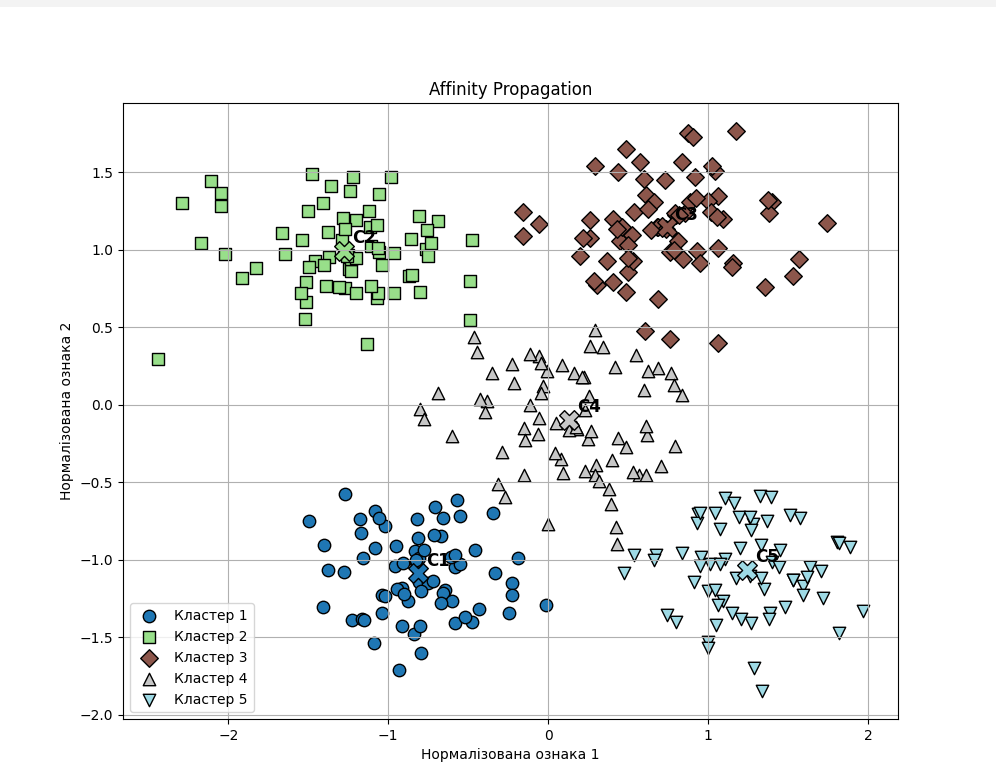 Affinity Propagation
Нормалізована ознака 2
1.5
1.0
0.5
0.0
−0.5
−1.0
−1.5
−2.0
C2
C3
C4
C1
C5
Кластер 1
Кластер 2
Кластер 3
Кластер 4
Кластер 5
−2
−1
0
1
2
Нормалізована ознака 1